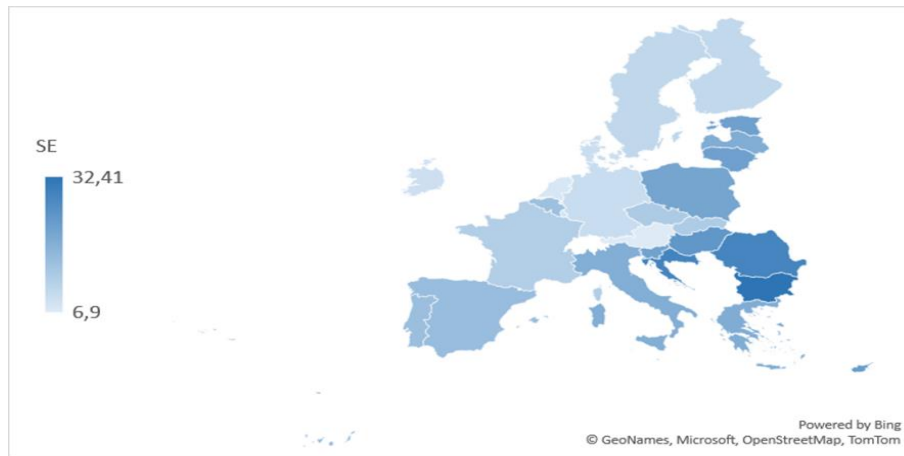 SE
32,41
6,9
Powered by Bing
© GeoNames, Microsoft, OpenStreetMap, TomTom